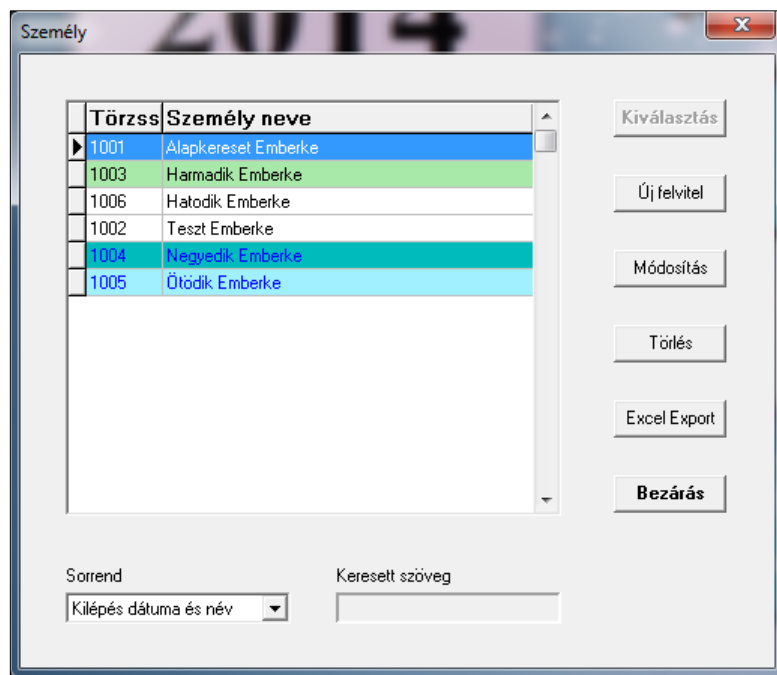 2014
Személy
Törzss Személy neve
1001 Alapkereset Emberke
1003 Harmadik Emberke
1006 Hatodik Emberke
1002 Teszt Emberke
1004 Negyedik Emberke
1005 Ötödik Emberke
Kiválasztás
Új felvitel
Módosítás
Törlés
Excel Export
Bezárás
Sorrend
Keresett szöveg
Kilépés dátuma és név